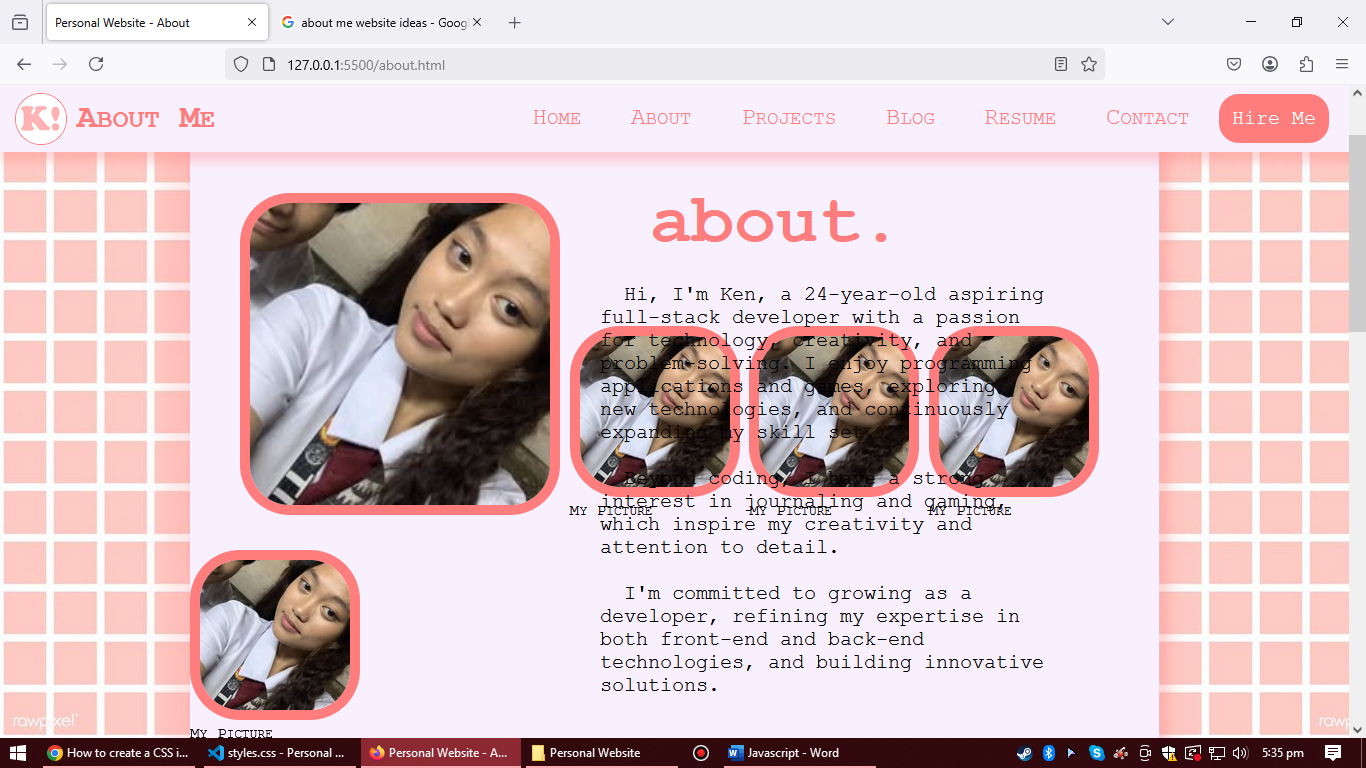 Personal Website - About
about me website ideas - Goog
127.0.0.1:5500/about.html
K! About Me
Home
About
Projects
Blog
Resume
Contact
Hire Me
about.
Hi, I'm Ken, a 24-year-old aspiring
full-stack developer with a passion
for technology, creativity, and
problem-solving. I enjoy programming
applications and games, exploring
new technologies, and continuously
expanding my skill set.
Beyond coding, I have a strong
interest in journaling and gaming,
which inspire my creativity and
attention to detail.
I'm committed to growing as a
developer, refining my expertise in
both front-end and back-end
technologies, and building innovative
solutions.
My Picture
My Picture
My Picture
My Picture
rawpixel
rawpixel
How to create a CSS i...
styles.css - Personal ...
Personal Website - A...
Personal Website
Javascript - Word
5:35 pm